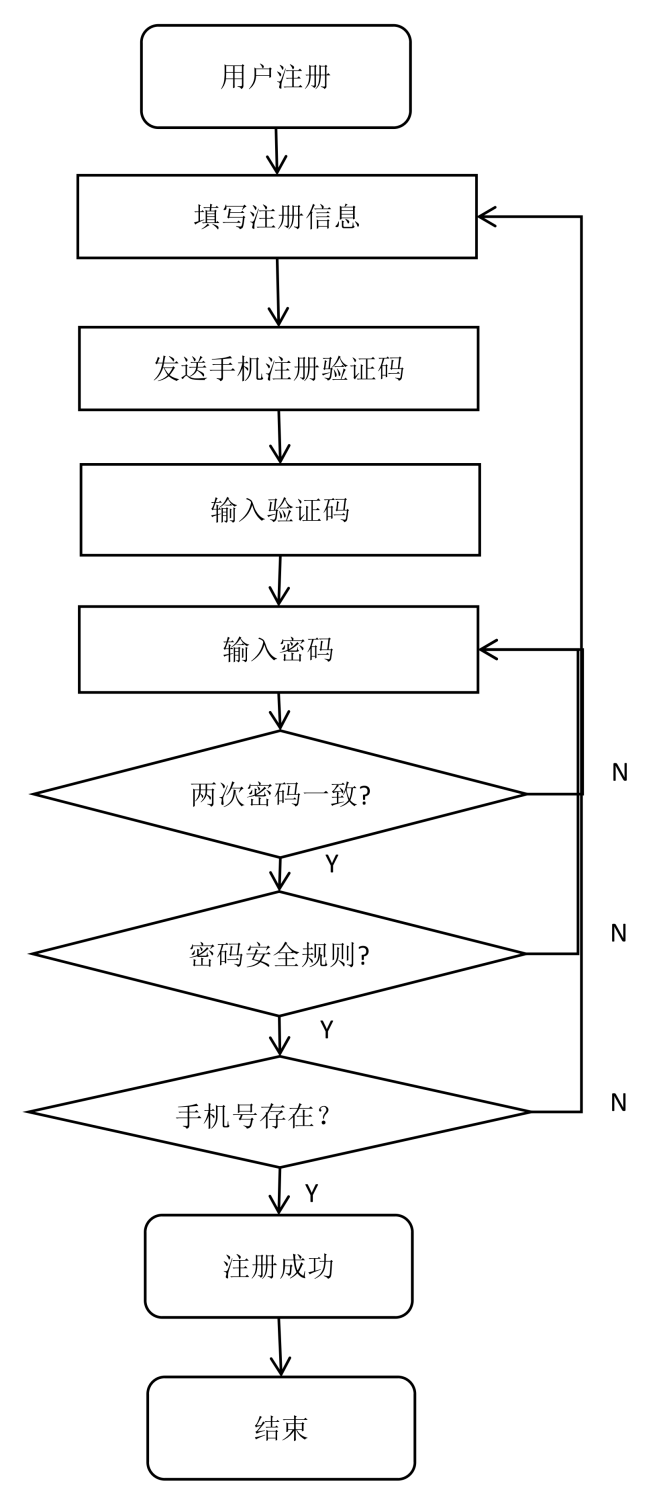 用户注册
填写注册信息
发送手机注册验证码
输入验证码
输入密码
两次密码一致?
N
Y
密码安全规则?
N
Y
手机号存在？
N
Y
注册成功
结束